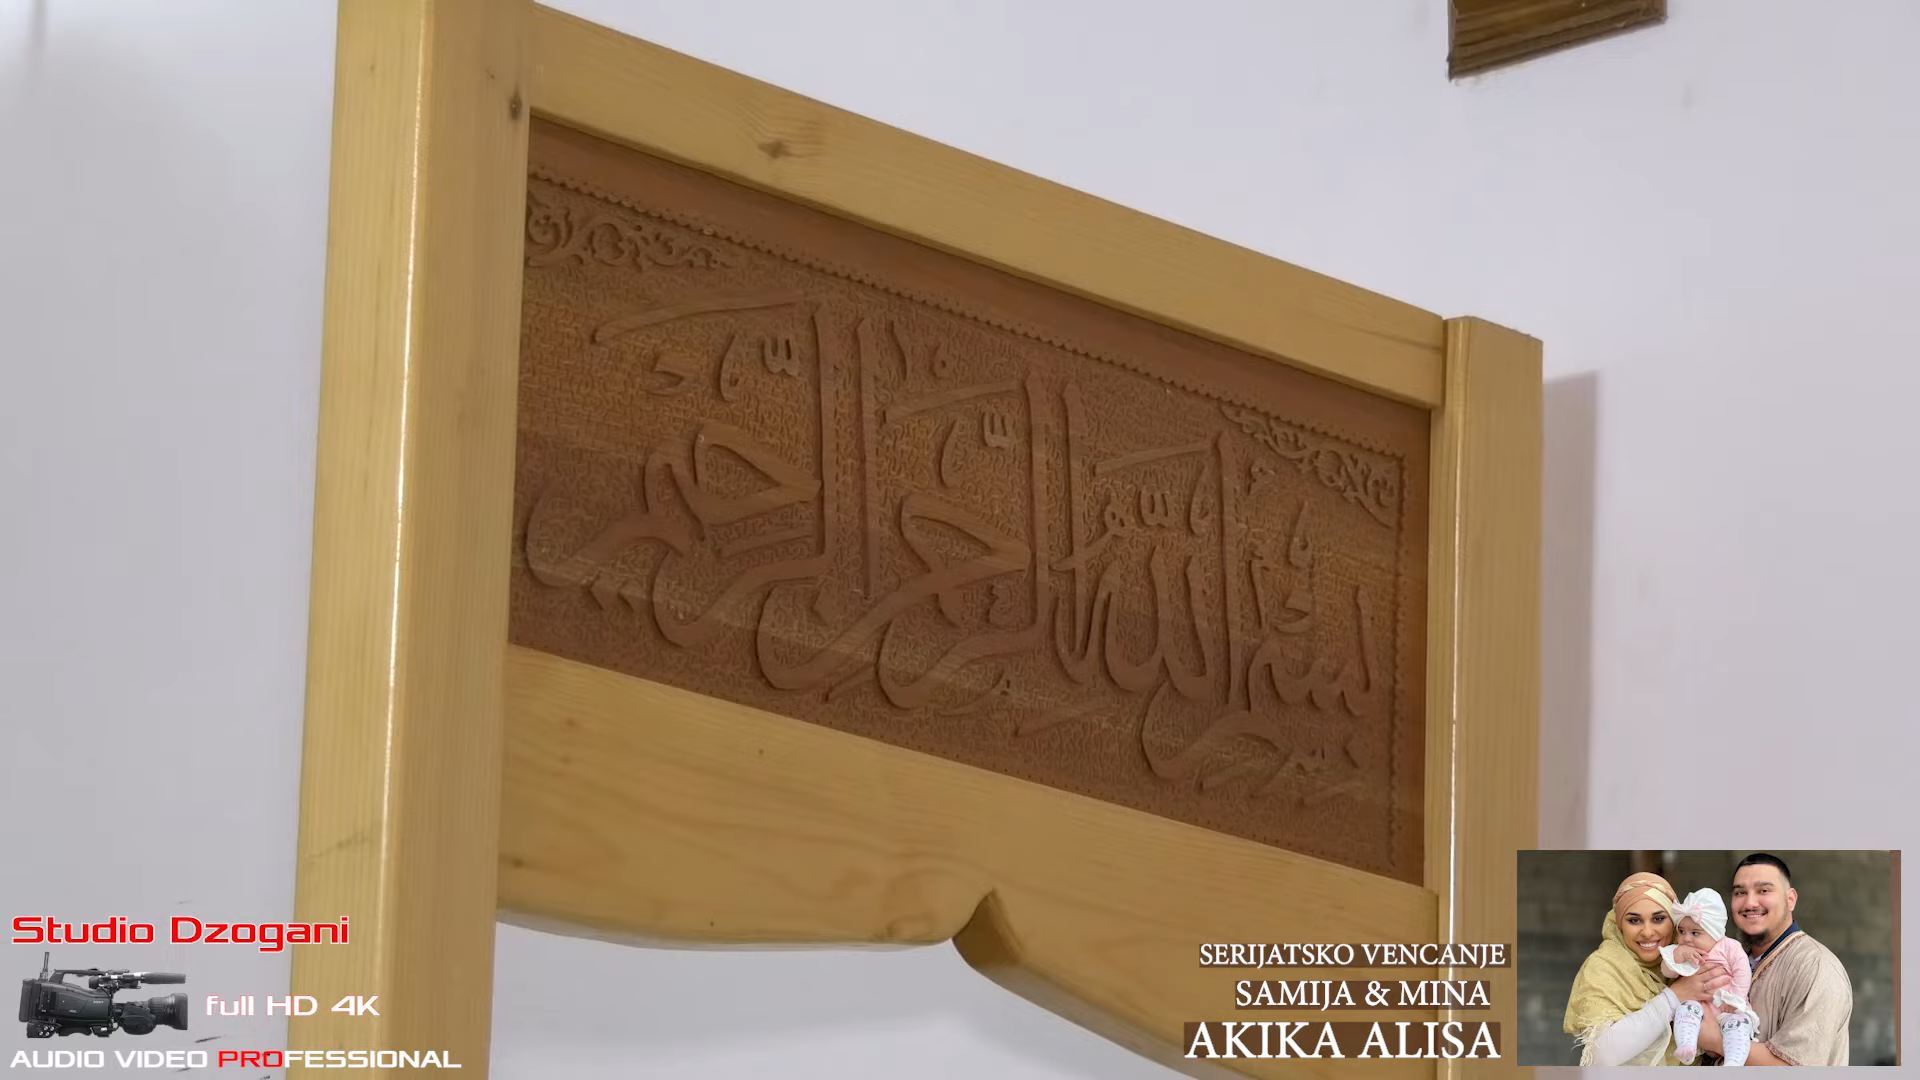 بسم الله الرحمن الرحيم
Studio Dzogani
full HD 4K
AUDIO VIDEO PROFESSIONAL
SERIJATSKO VENCANJE
SAMIJA & MINA
AKIKA ALISA